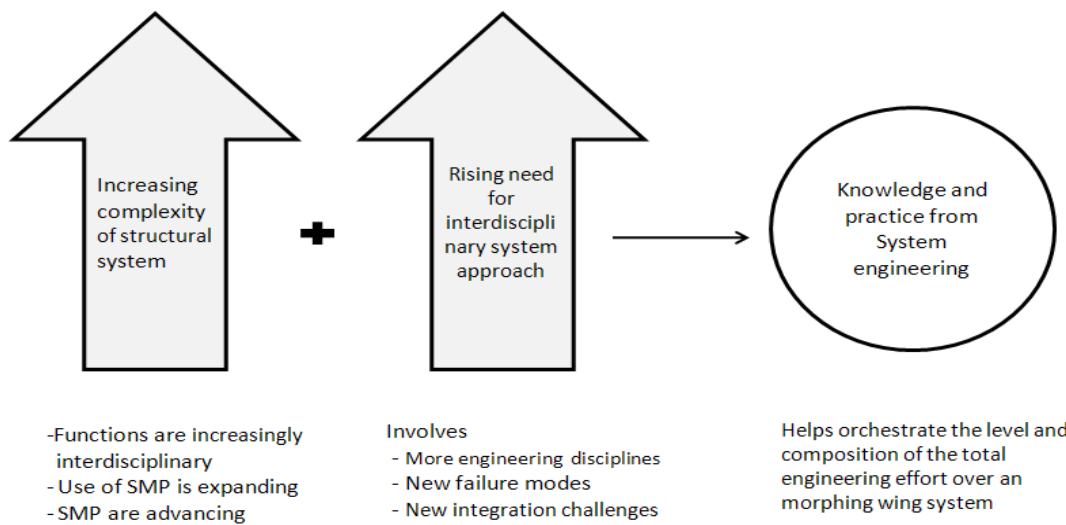 Increasing
complexity
of structural
system
Rising need
for
interdiscipli
nary system
approach
Knowledge and
practice from
System
engineering
-Functions are increasingly
interdisciplinary
- Use of SMP is expanding
- SMP are advancing
Involves
- More engineering disciplines
- New failure modes
- New integration challenges
Helps orchestrate the level and
composition of the total
engineering effort over an
morphing wing system